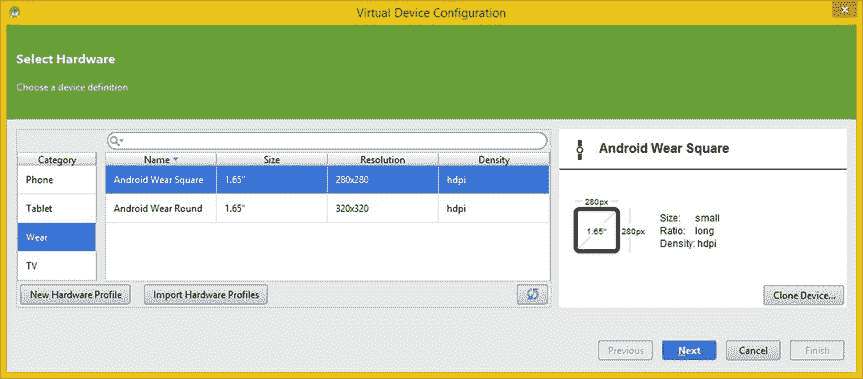 Virtual Device Configuration
Select Hardware
Choose a device definition
Category
Phone
Tablet
Wear
TV
Name Size Resolution Density
Android Wear Square 1.65" 280x280 hdpi
Android Wear Round 1.65" 320x320 hdpi
New Hardware Profile Import Hardware Profiles
Android Wear Square
280px
1.65"
280px
Size: small
Ratio: long
Density: hdpi
Clone Device...
Previous Next Cancel Finish